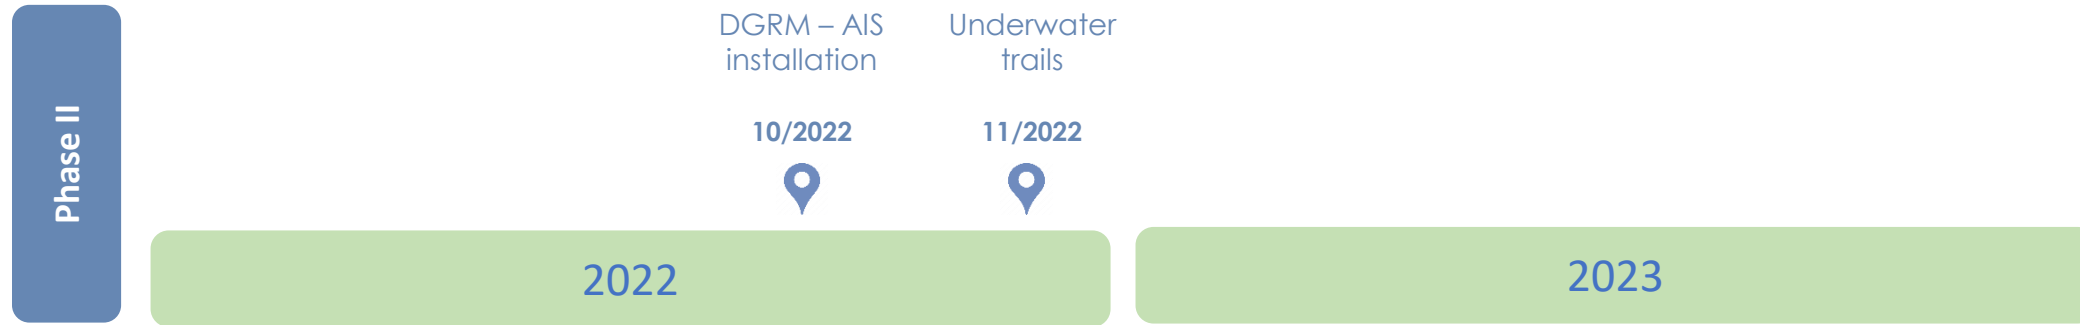 Phase II
DGRM – AIS
installation
10/2022
Underwater
trails
11/2022
2022
2023